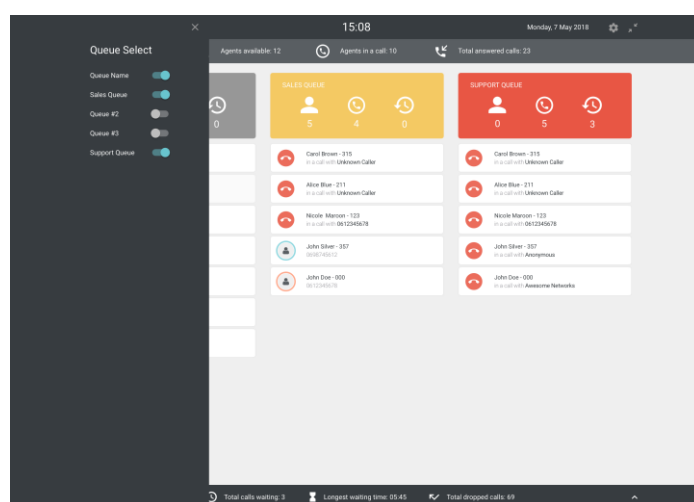 15:08
Monday, 7 May 2018
Queue Select
Agents available: 12
Agents in a call: 10
Total answered calls: 23
Queue Name
Sales Queue
Queue #2
Queue #3
Support Queue
0
SALES QUEUE
5 4 0
Carol Brown - 315
in a call with Unknown Caller
Alice Blue - 211
in a call with Unknown Caller
Nicole Maroon - 123
in a call with 0612345678
John Silver - 357
0698745612
John Doe - 000
0612345678
SUPPORT QUEUE
0 5 3
Carol Brown - 315
in a call with Unknown Caller
Alice Blue - 211
in a call with Unknown Caller
Nicole Maroon - 123
in a call with 0612345678
John Silver - 357
in a call with Anonymous
John Doe - 000
in a call with Awesome Networks
Total calls waiting: 3
Longest waiting time: 05:45
Total dropped calls: 69